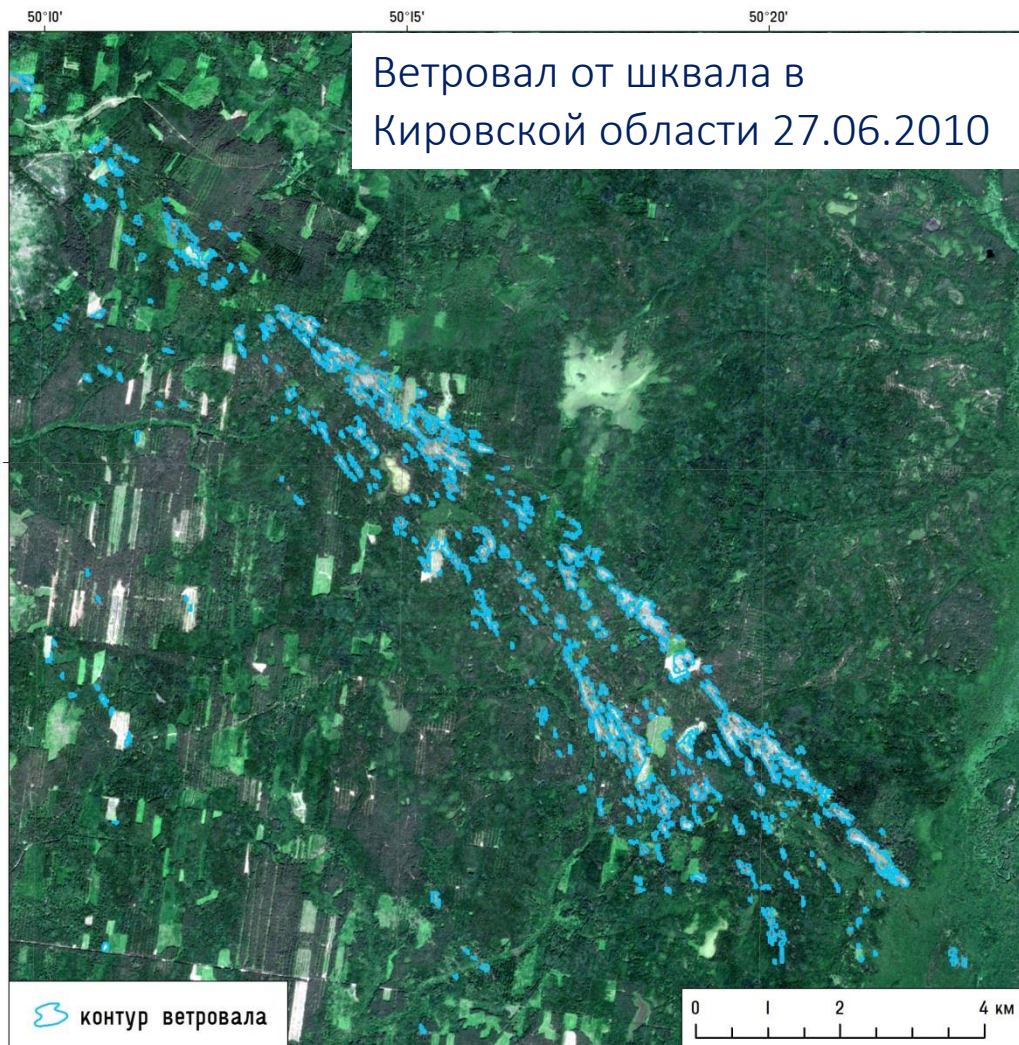 50°10' 50°15' 50°20'
Ветровал от шквала в
Кировской области 27.06.2010
контур ветровала
0 1 2 4 км